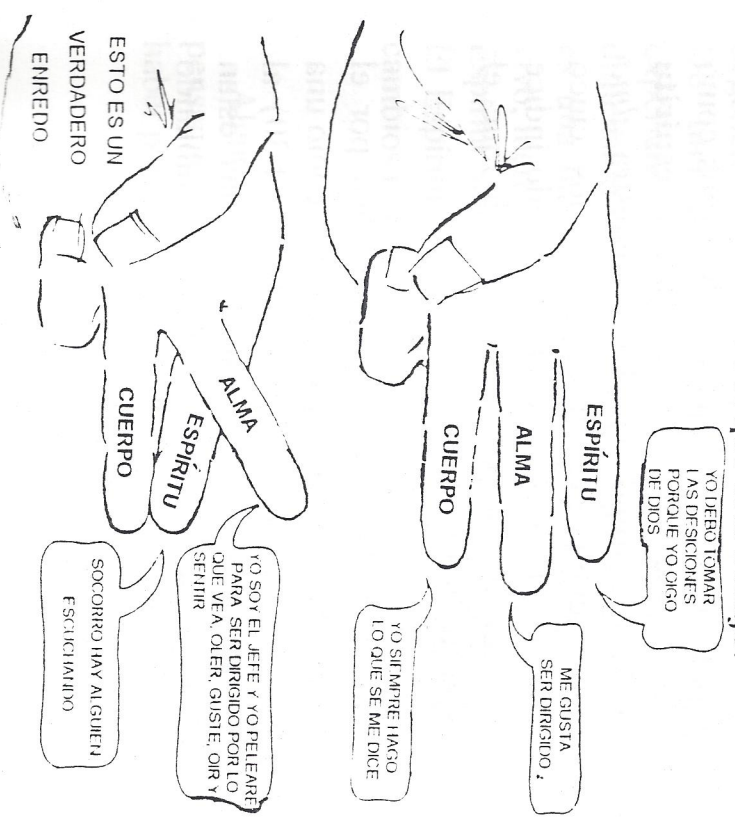 YO DEBO TOMAR
LAS DESICIONES
PORQUE YO OIGO
DE DIOS
ESPÍRITU
ME GUSTA
SER DIRIGIDO.
ALMA
CUERPO
YO SIEMPRE HAGO
LO QUE SE ME DICE
ALMA
YO SOY EL JEFE Y YO PELEARE
PARA SER DIRIGIDO POR LO
QUE VEA, OLER, GUSTE, OIR Y
SENTIR
ESPÍRITU
CUERPO
SOCORRO HAY ALGUIEN
ESCUCHANDO
ESTO ES UN
VERDADERO
ENREDO